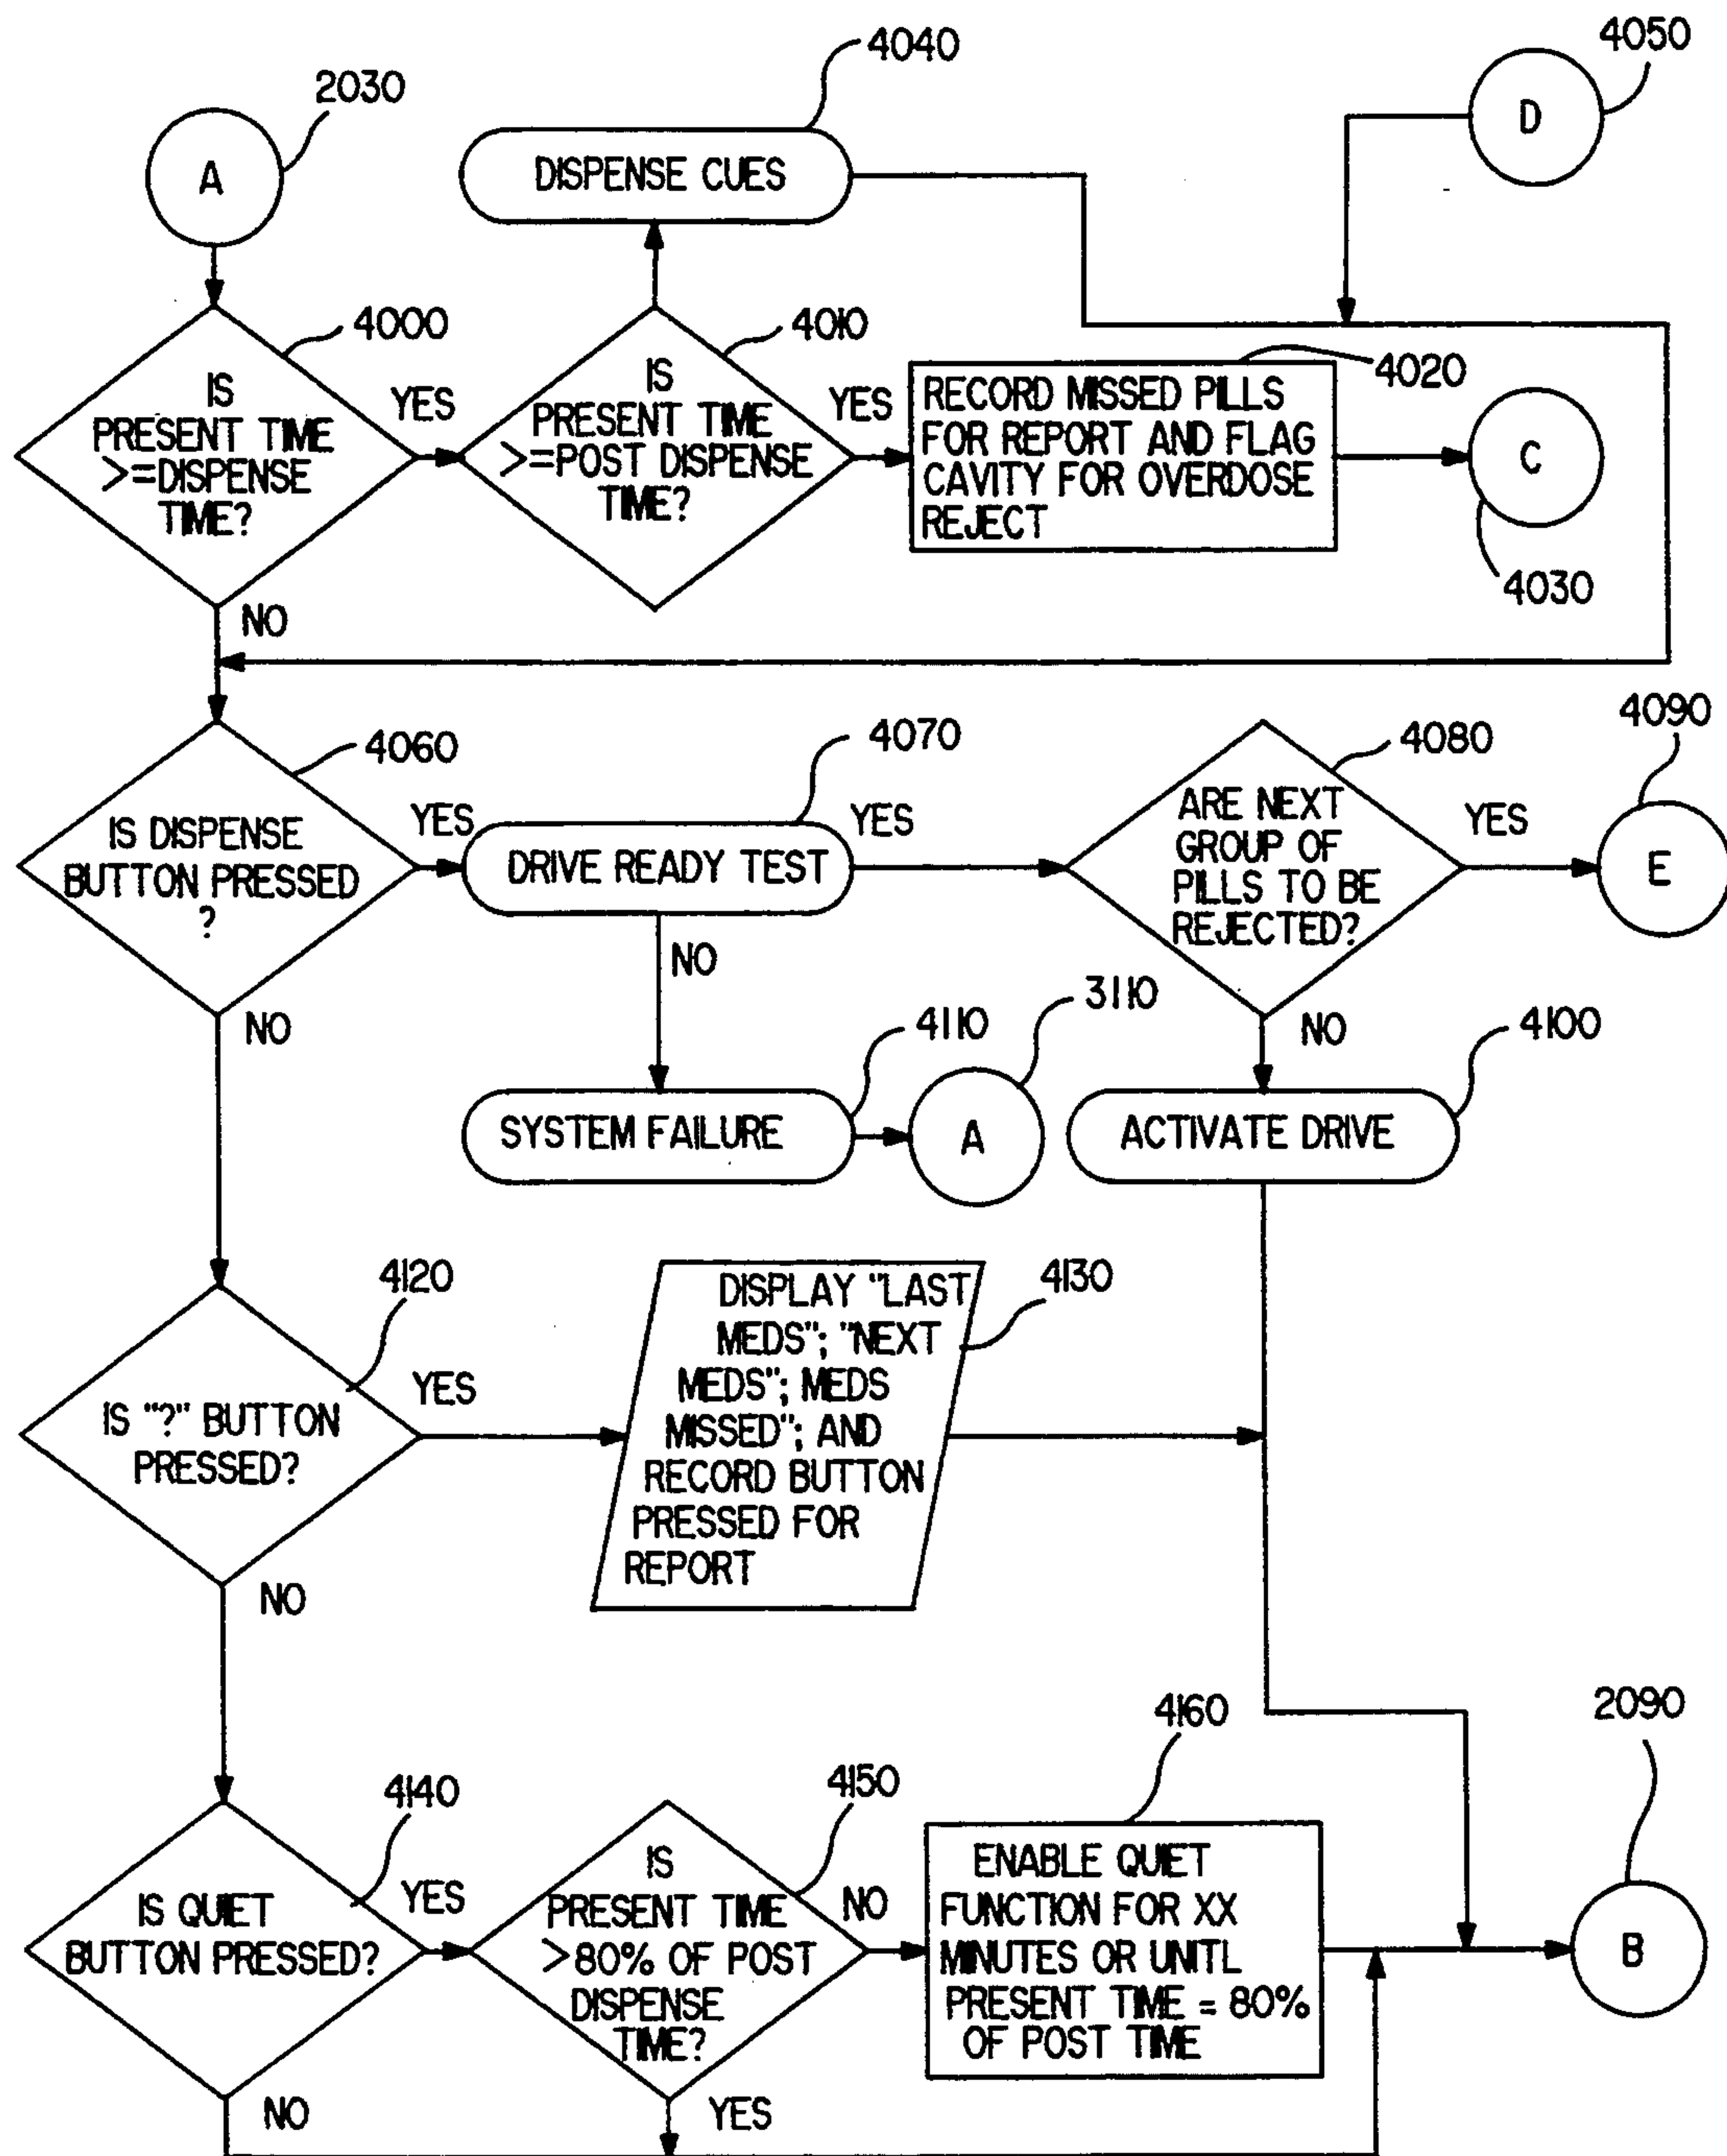 4040
4050
2030
D
A
DISPENSE CUES
4000
4010
4020
IS
PRESENT TIME
>=DISPENSE
TIME?
YES
IS
PRESENT TIME
>=POST DISPENSE
TIME?
YES
RECORD MISSED PILLS
FOR REPORT AND FLAG
CAVITY FOR OVERDOSE
REJECT
C
4030
NO
4060
4070
4080
4090
IS DISPENSE
BUTTON PRESSED
?
YES
DRIVE READY TEST
YES
ARE NEXT
GROUP OF
PILLS TO BE
REJECTED?
YES
E
NO
NO
NO
4110
3110
4100
SYSTEM FAILURE
A
ACTIVATE DRIVE
4120
4130
IS "?" BUTTON
PRESSED?
YES
DISPLAY "LAST
MEDS"; "NEXT
MEDS"; MEDS
MISSED"; AND
RECORD BUTTON
PRESSED FOR
REPORT
NO
4140
4150
4160
2090
IS QUIET
BUTTON PRESSED?
YES
IS
PRESENT TIME
>80% OF POST
DISPENSE
TIME?
NO
ENABLE QUIET
FUNCTION FOR XX
MINUTES OR UNITL
PRESENT TIME = 80%
OF POST TIME
B
NO
YES